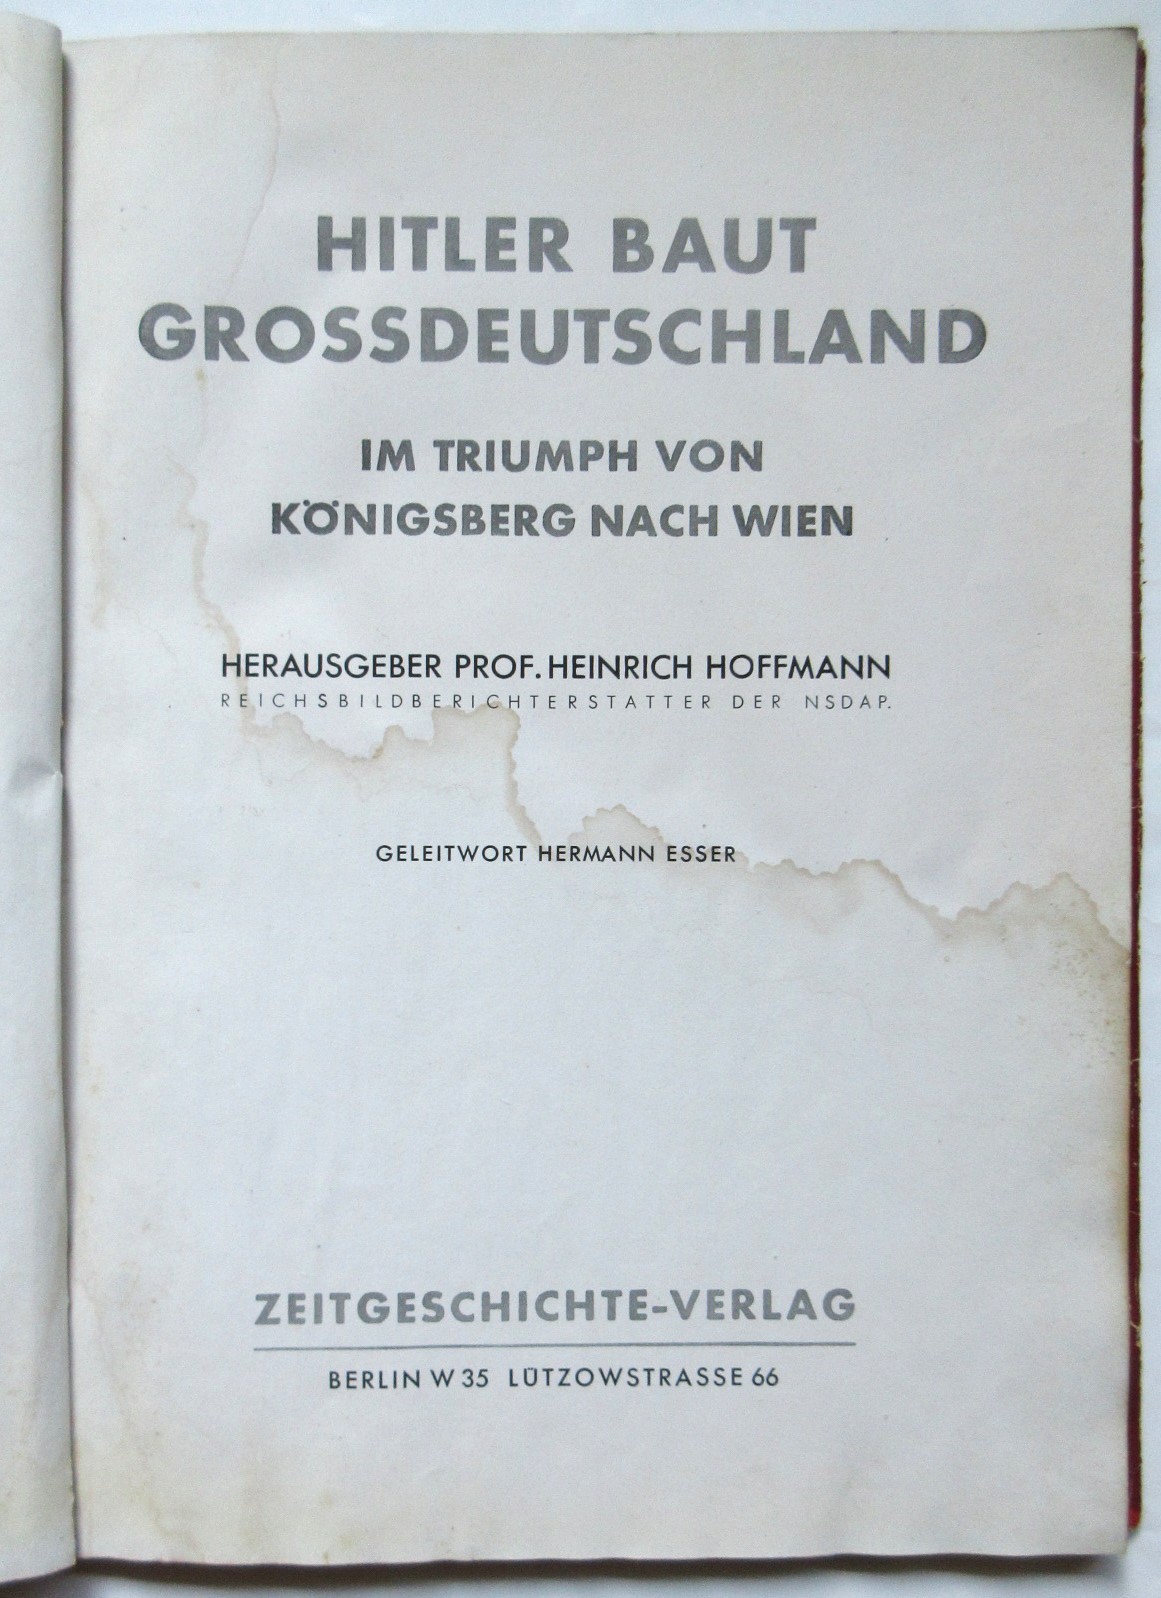 HITLER BAUT
GROSSDEUTSCHLAND
IM TRIUMPH VON
KÖNIGSBERG NACH WIEN
HERAUSGEBER PROF. HEINRICH HOFFMANN
REICHSBILDBERICHTERSTATTER DER NSDAP.
GELEITWORT HERMANN ESSER
ZEITGESCHICHTE-VERLAG
BERLIN W 35 LÜTZOWSTRASSE 66